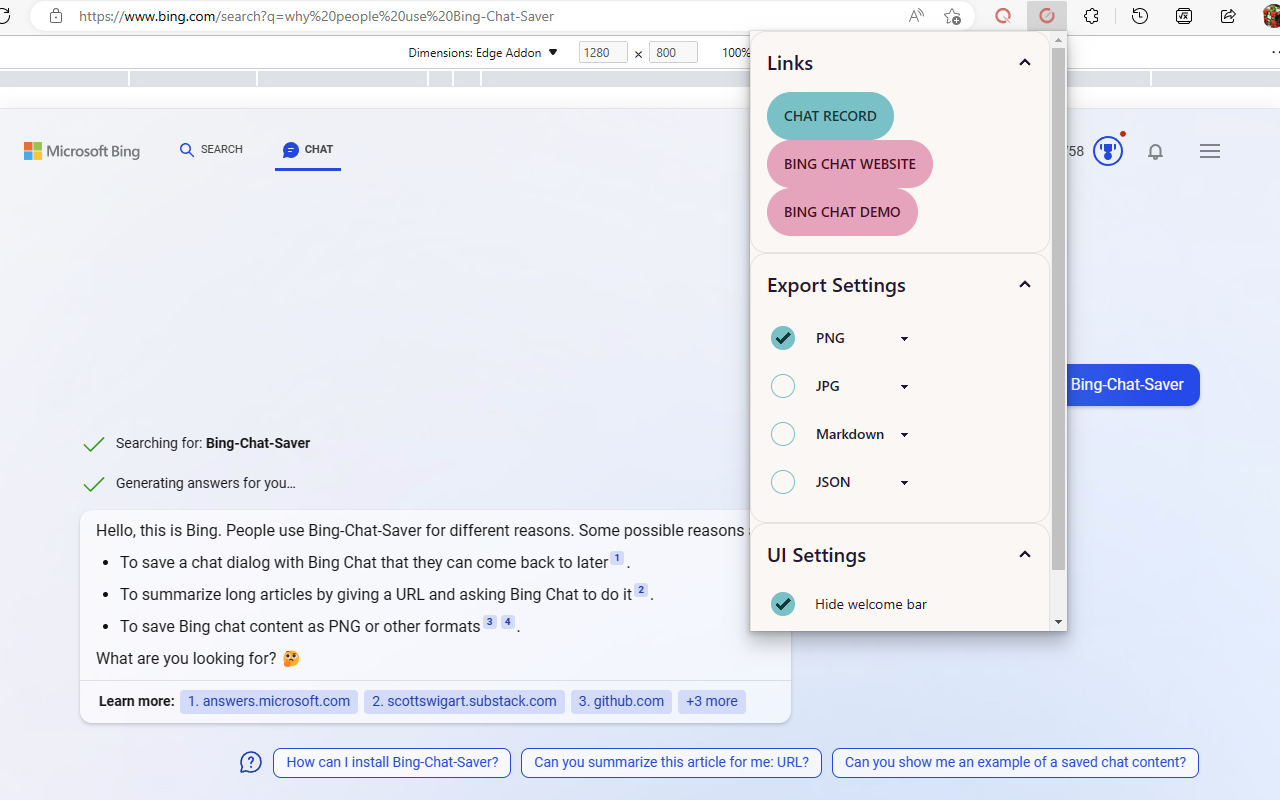 https://www.bing.com/search?q=why%20people%20use%20Bing-Chat-Saver
Dimensions: Edge Addon 1280 × 800 100%
Microsoft Bing
SEARCH
CHAT
58
Links
CHAT RECORD
BING CHAT WEBSITE
BING CHAT DEMO
Export Settings
PNG
JPG
Markdown
JSON
UI Settings
Hide welcome bar
Bing-Chat-Saver
Searching for: Bing-Chat-Saver
Generating answers for you...
Hello, this is Bing. People use Bing-Chat-Saver for different reasons. Some possible reasons
• To save a chat dialog with Bing Chat that they can come back to later 1 .
• To summarize long articles by giving a URL and asking Bing Chat to do it 2 .
• To save Bing chat content as PNG or other formats 3 4 .
What are you looking for? 🤔
Learn more: 1. answers.microsoft.com 2. scottswigart.substack.com 3. github.com +3 more
How can I install Bing-Chat-Saver? Can you summarize this article for me: URL? Can you show me an example of a saved chat content?